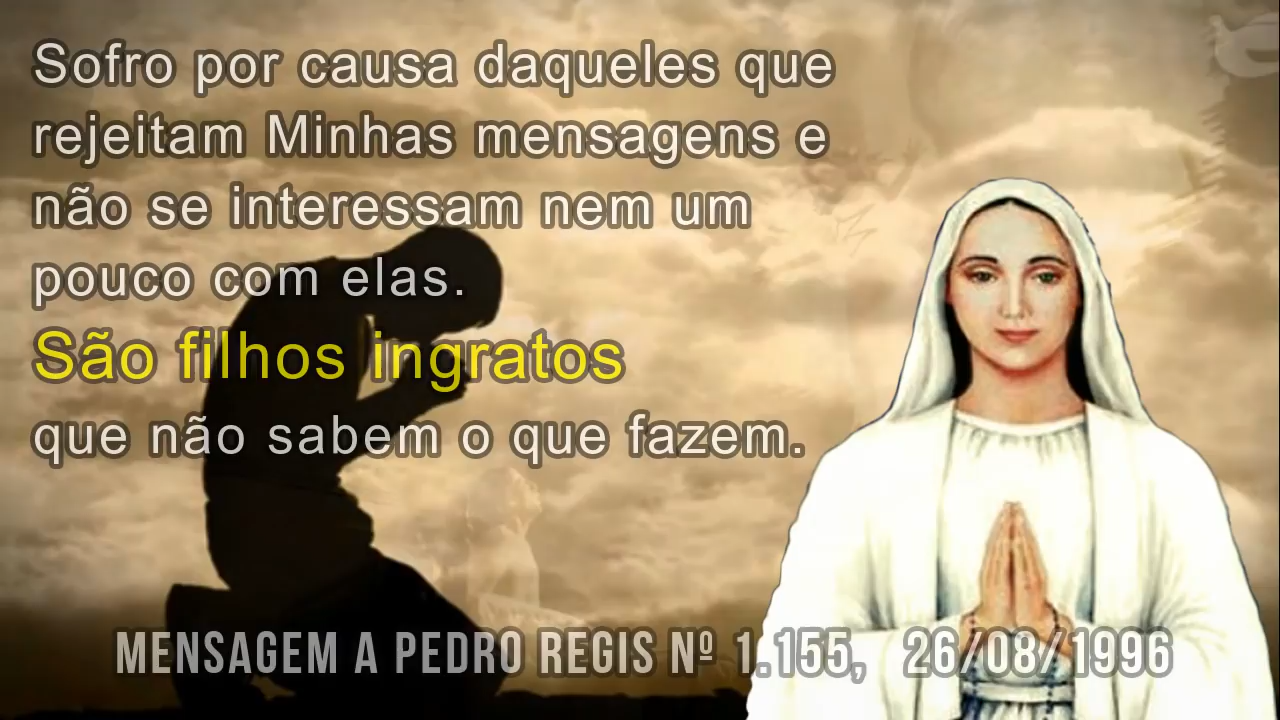 Sofro por causa daqueles que
rejeitam Minhas mensagens e
não se interessam nem um
pouco com elas.
São filhos ingratos
que não sabem o que fazem.
MENSAGEM A PEDRO REGIS Nº 1.155, 26/08/1996